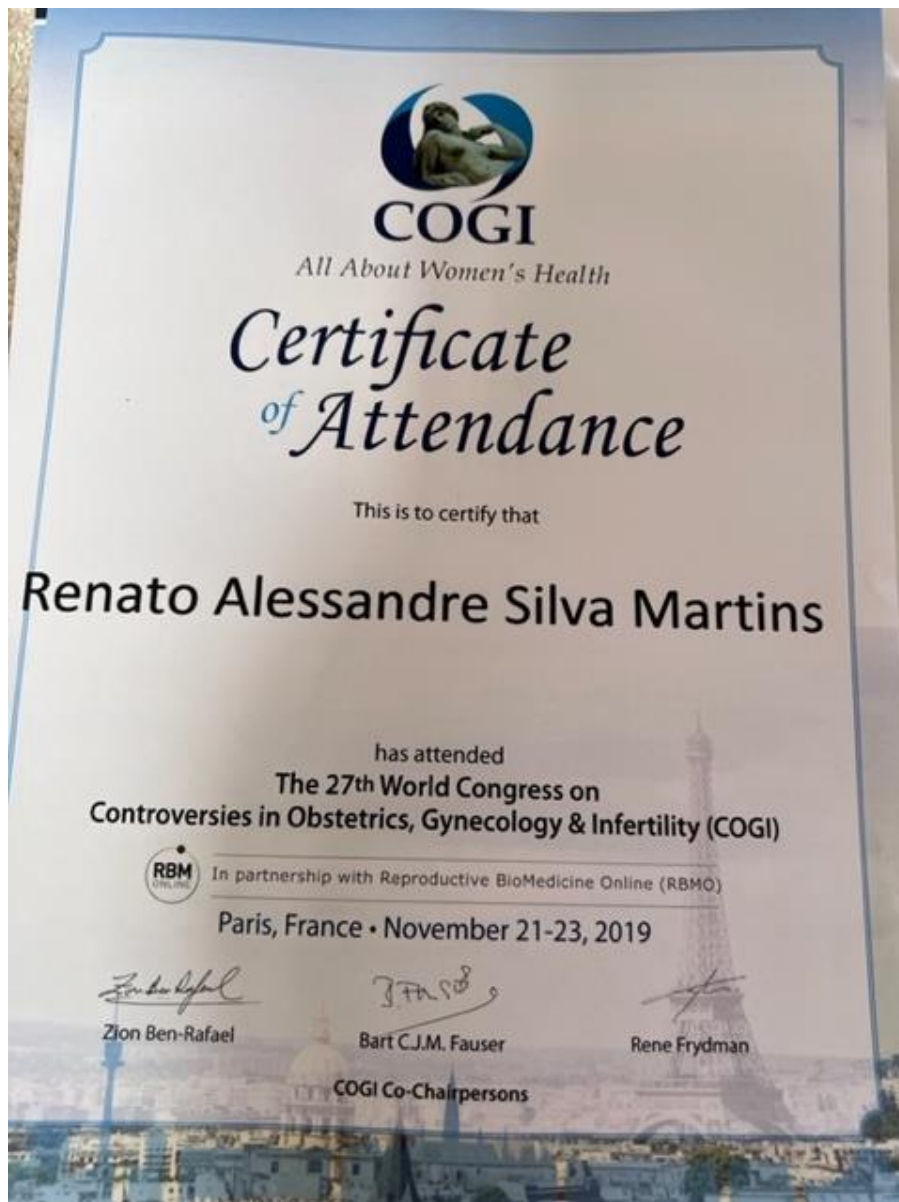 COGI
All About Women's Health
Certificate
of Attendance
This is to certify that
Renato Alessandre Silva Martins
has attended
The 27th World Congress on
Controversies in Obstetrics, Gynecology & Infertility (COGI)
RBM
ONLINE
In partnership with Reproductive BioMedicine Online (RBMO)
Paris, France • November 21-23, 2019
Zion Ben-Rafael
Bart C.J.M. Fauser
Rene Frydman
COGI Co-Chairpersons